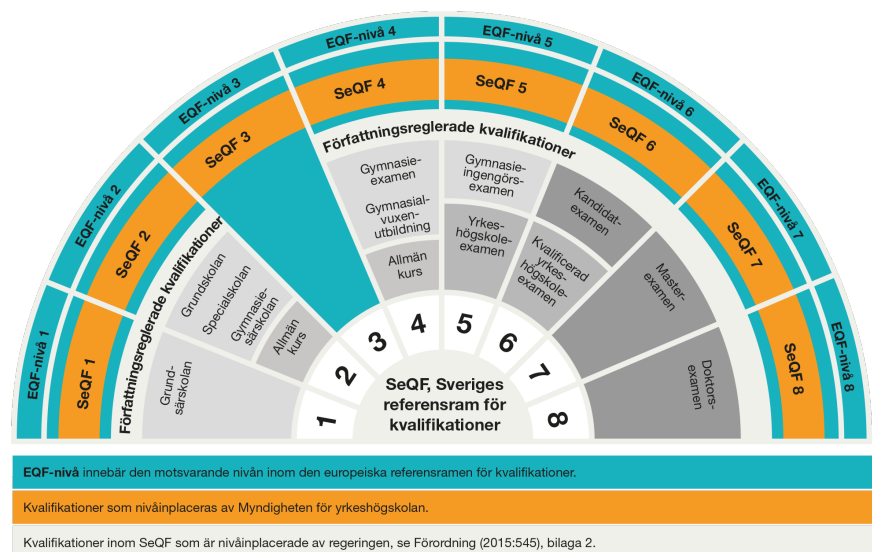 EQF-nivå 1
EQF-nivå 2
EQF-nivå 3
EQF-nivå 4
EQF-nivå 5
EQF-nivå 6
EQF-nivå 7
EQF-nivå 8
SeQF 1
SeQF 2
SeQF 3
SeQF 4
SeQF 5
SeQF 6
SeQF 7
SeQF 8
Författningsreglerade kvalifikationer
Författningsreglerade kvalifikationer
Grund-
särskolan
Grundskolan
Specialskolan
Gymnasie-
särskolan
Allmän
kurs
Gymnasie-
examen
Gymnasial-
vuxen-
utbildning
Allmän
kurs
Gymnasie-
ingengörs-
examen
Yrkes-
högskole-
examen
Kandidat-
examen
Kvalificerad
yrkes-
högskole-
examen
Master-
examen
Doktors-
examen
1
2
3
4
5
6
7
8
SeQF, Sveriges
referensram för
kvalifikationer
EQF-nivå innebär den motsvarande nivån inom den europeiska referensramen för kvalifikationer.
Kvalifikationer som nivåinplaceras av Myndigheten för yrkeshögskolan.
Kvalifikationer inom SeQF som är nivåinplacerade av regeringen, se Förordning (2015:545), bilaga 2.